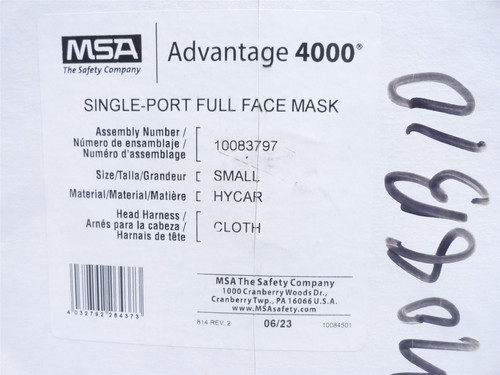 MSA
The Safety Company
Advantage 4000®
SINGLE-PORT FULL FACE MASK
Assembly Number /
Número de ensamblaje /
Numéro d'assemblage
10083797
Size/Talla/Grandeur
SMALL
Material/Material/Matière
HYCAR
Head Harness /
Arnés para la cabeza /
Harnais de tête
CLOTH
4 032792 264373
MSA The Safety Company
1000 Cranberry Woods Dr.,
Cranberry Twp., PA 16066 U.S.A.
www.MSAsafety.com
814 REV. 2
06/23
10084501